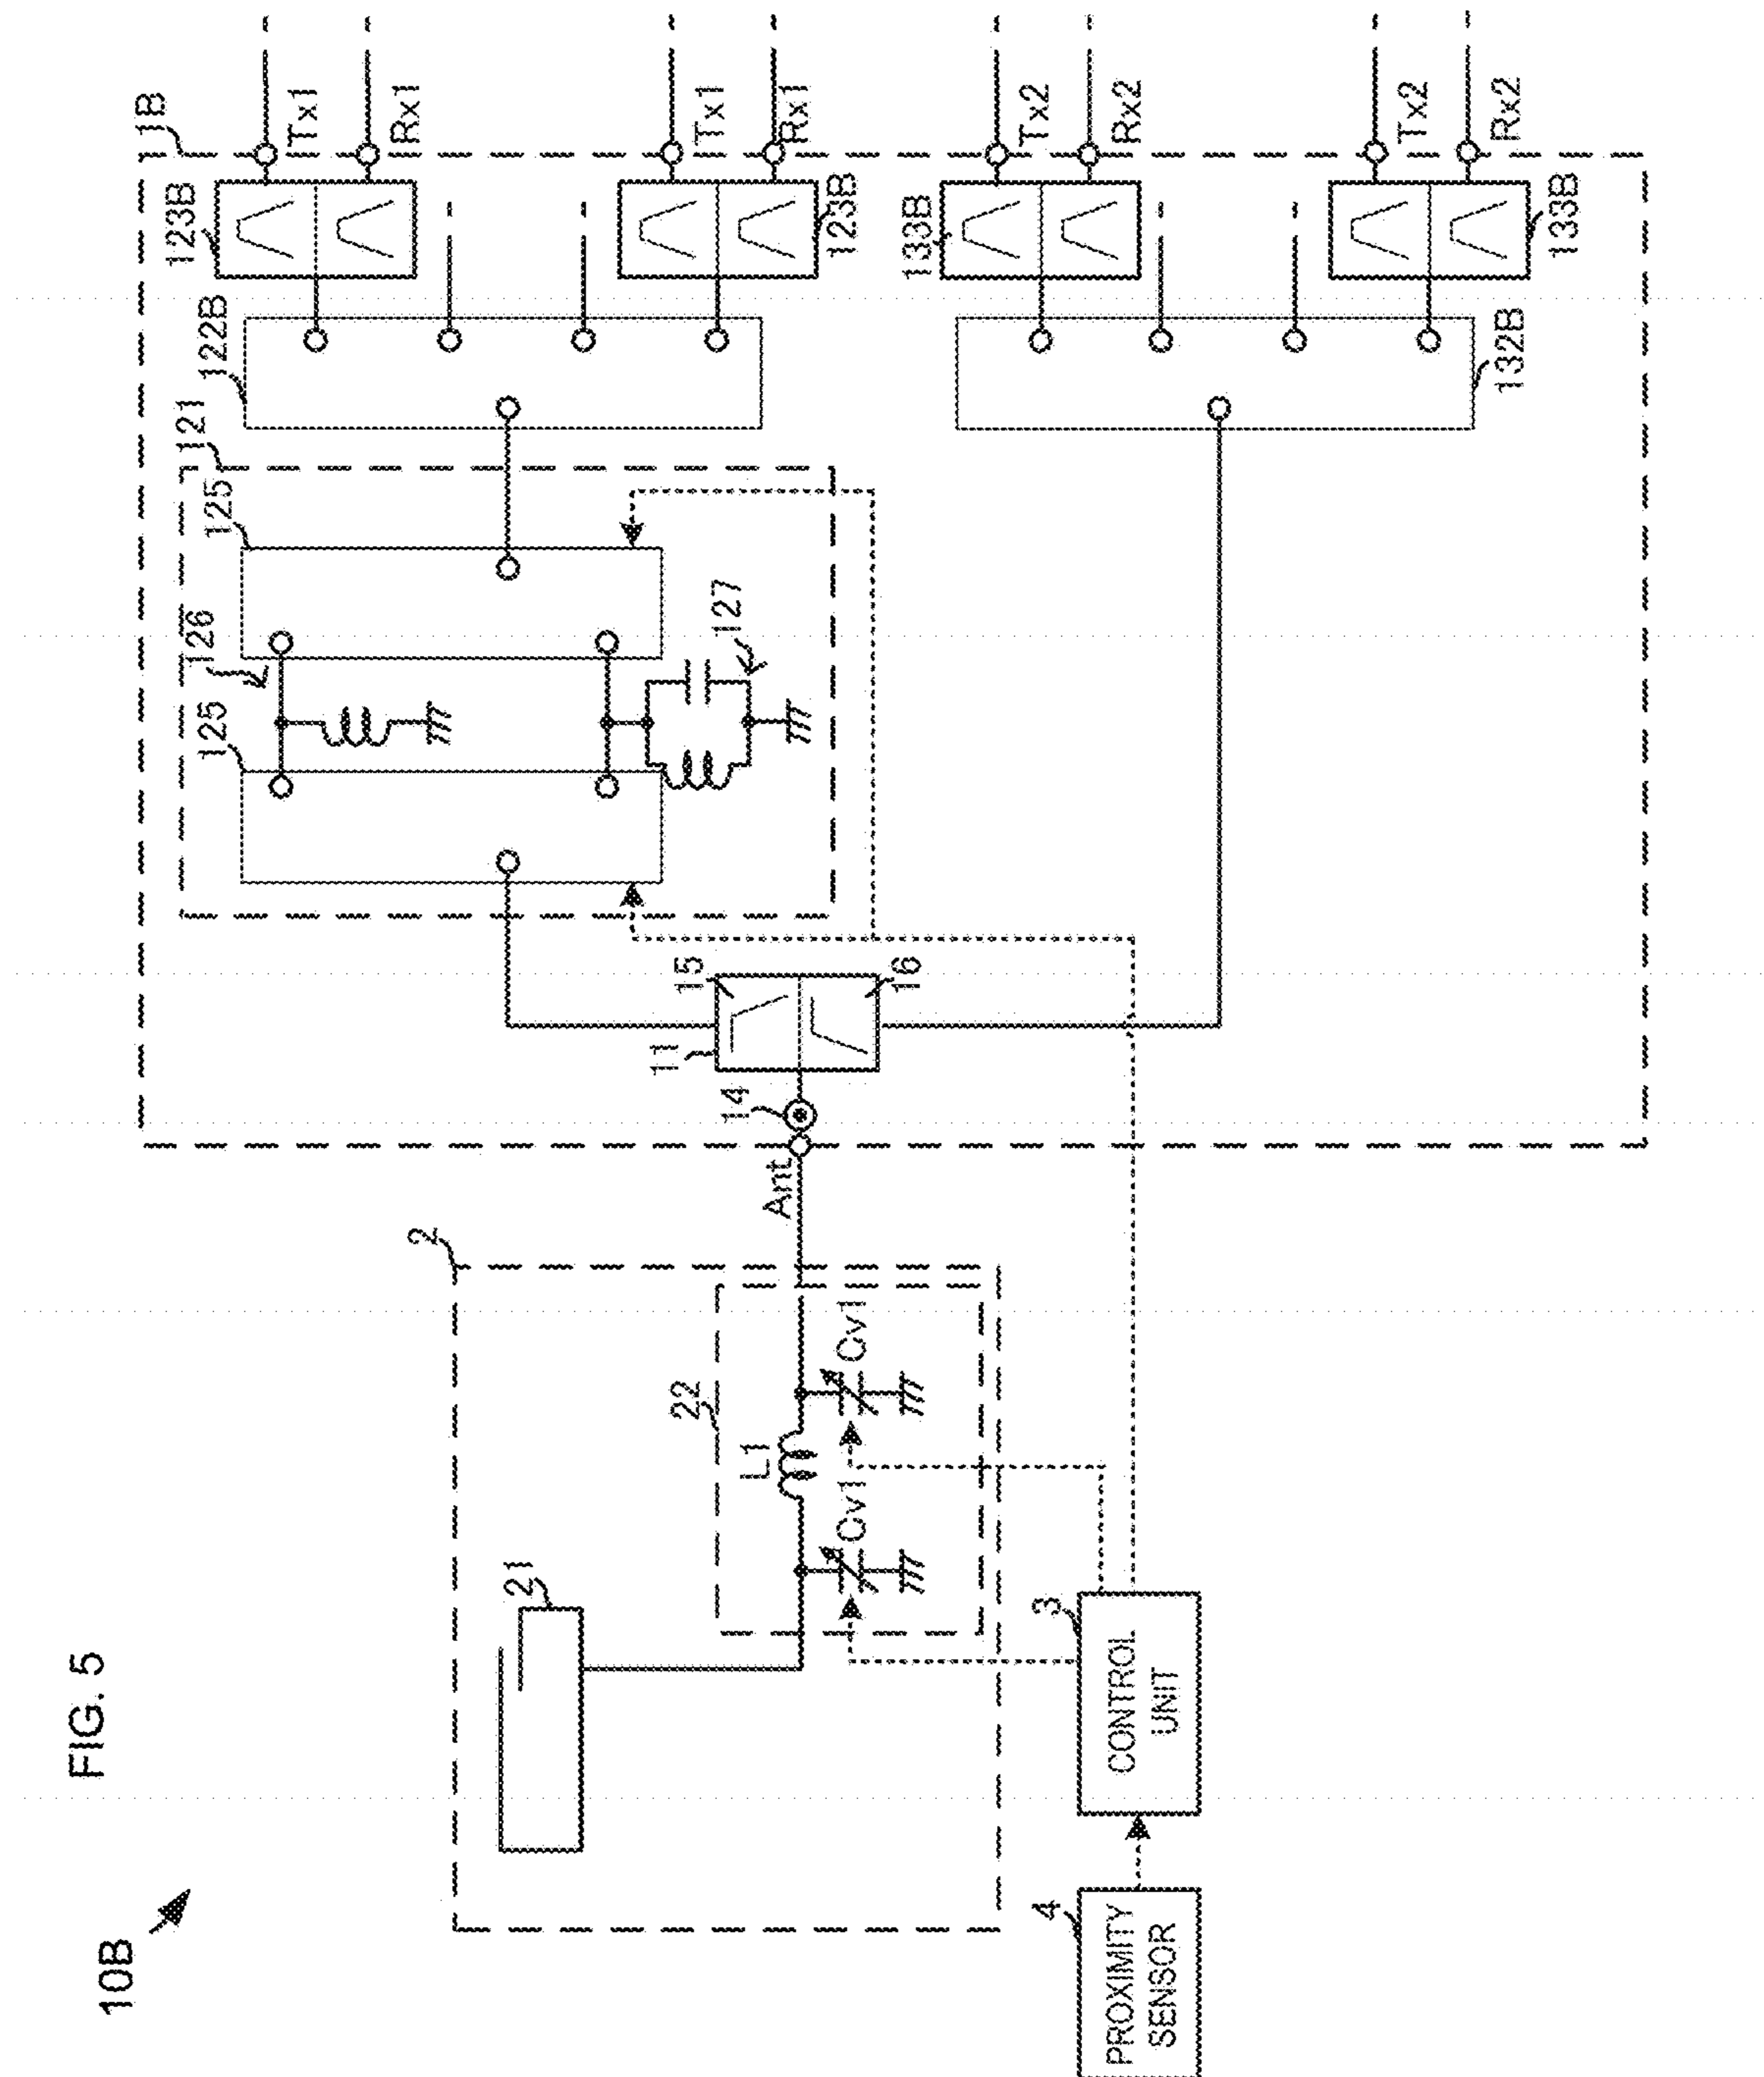 FIG. 5
10B
1B
Tx1
Rx1
Tx1
Rx1
Tx2
Rx2
Tx2
Rx2
123B
123B
133B
133B
122B
132B
121
125
126
125
127
15
16
11
14
Ant
2
22
L1
Cv1
Cv1
21
3
CONTROL
UNIT
4
PROXIMITY
SENSOR